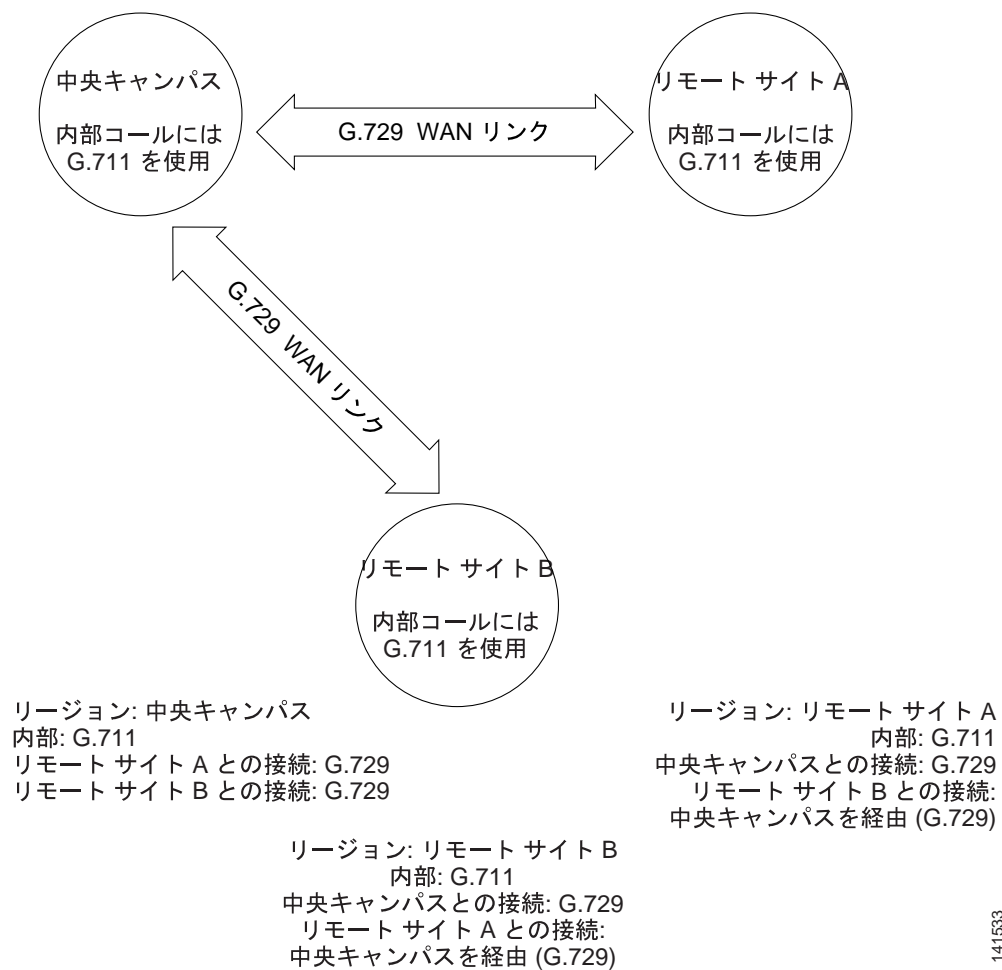 中央キャンパス
内部コールには
G.711 を使用
G.729 WAN リンク
リモート サイト A
内部コールには
G.711 を使用
G.729 WAN リンク
リモート サイト B
内部コールには
G.711 を使用
リージョン: 中央キャンパス
内部: G.711
リモート サイト A との接続: G.729
リモート サイト B との接続: G.729
リージョン: リモート サイト A
内部: G.711
中央キャンパスとの接続: G.729
リモート サイト B との接続:
中央キャンパスを経由 (G.729)
リージョン: リモート サイト B
内部: G.711
中央キャンパスとの接続: G.729
リモート サイト A との接続:
中央キャンパスを経由 (G.729)
141533